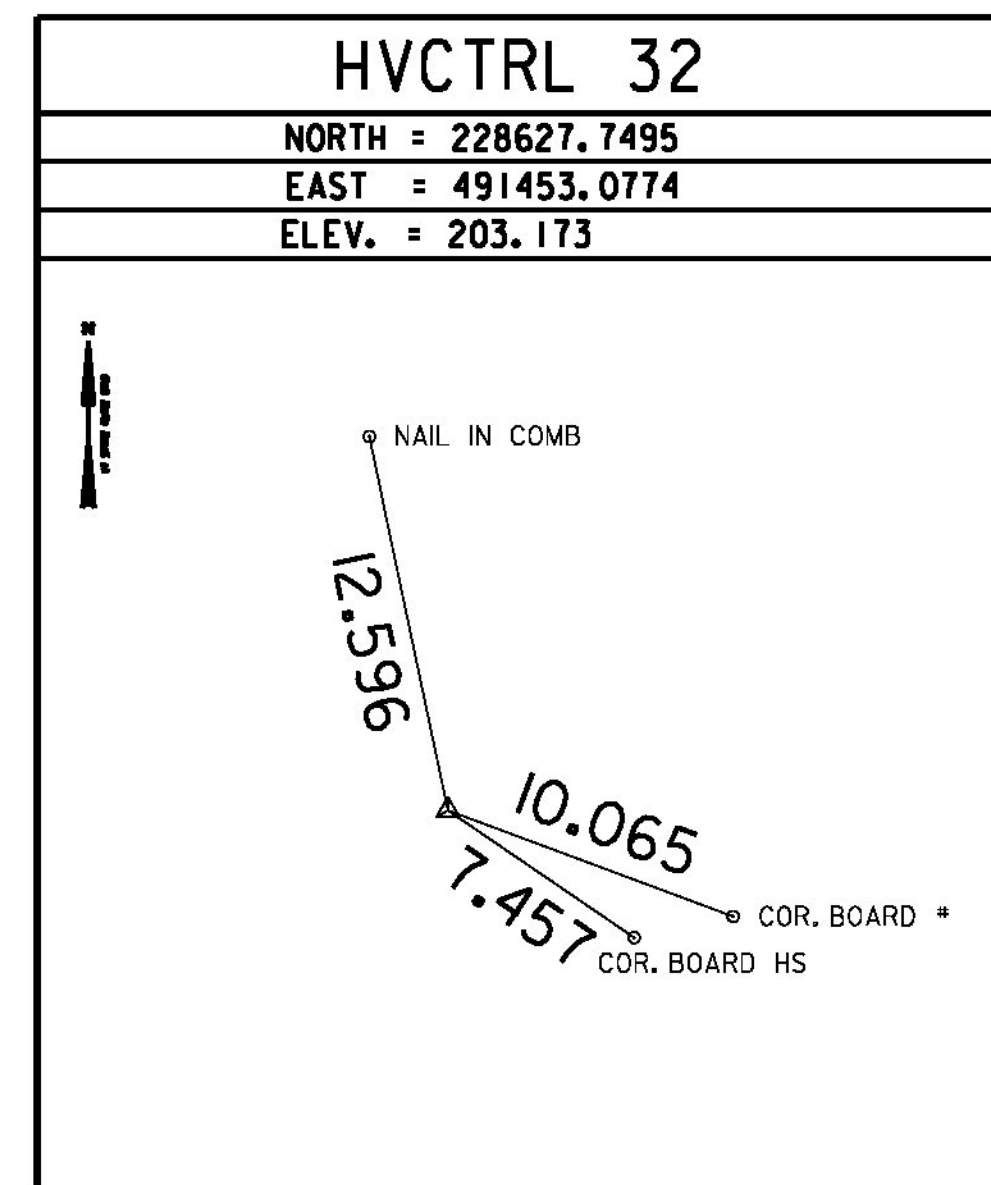 HVCTRL 32
NORTH = 228627.7495
EAST = 491453.0774
ELEV. = 203.173
N
NAIL IN COMB
12.596
10.065
7.457
COR. BOARD #
COR. BOARD HS